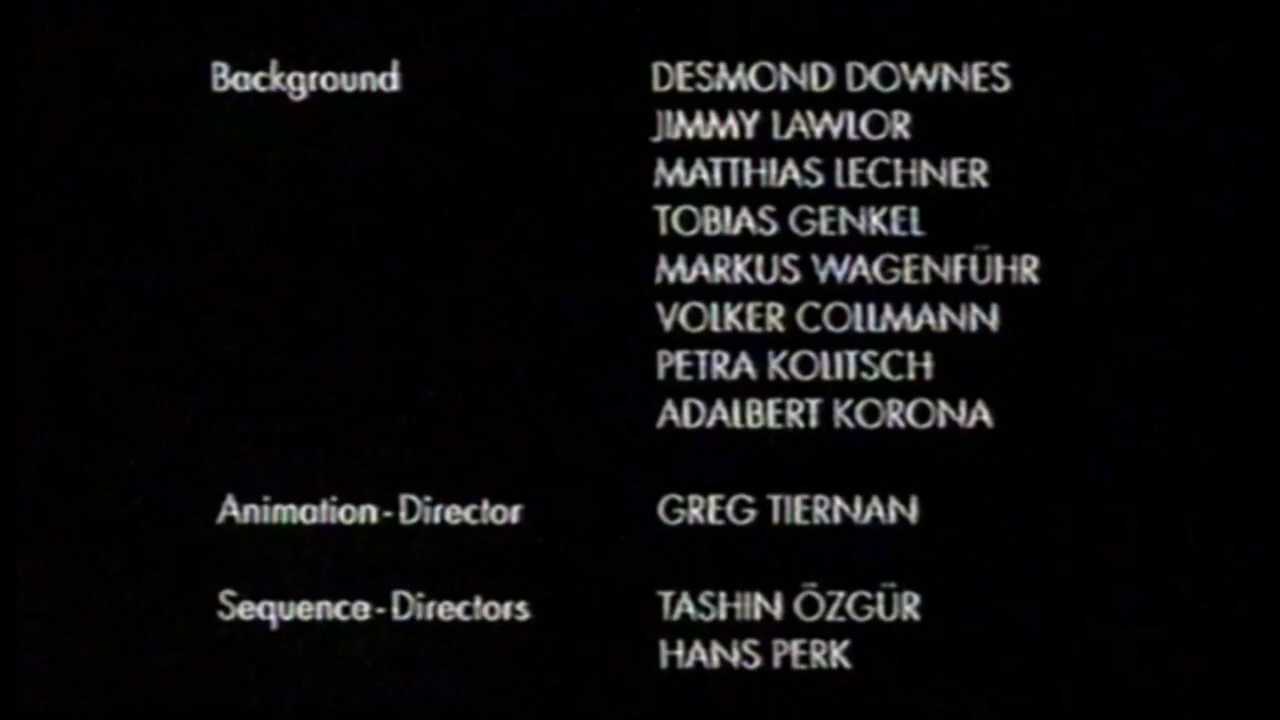 Background DESMOND DOWNES
JIMMY LAWLOR
MATTHIAS LECHNER
TOBIAS GENKEL
MARKUS WAGENFÜHR
VOLKER COLLMANN
PETRA KOLITSCH
ADALBERT KORONA
Animation-Director GREG TIERNAN
Sequence-Directors TASHIN ÖZGÜR
HANS PERK